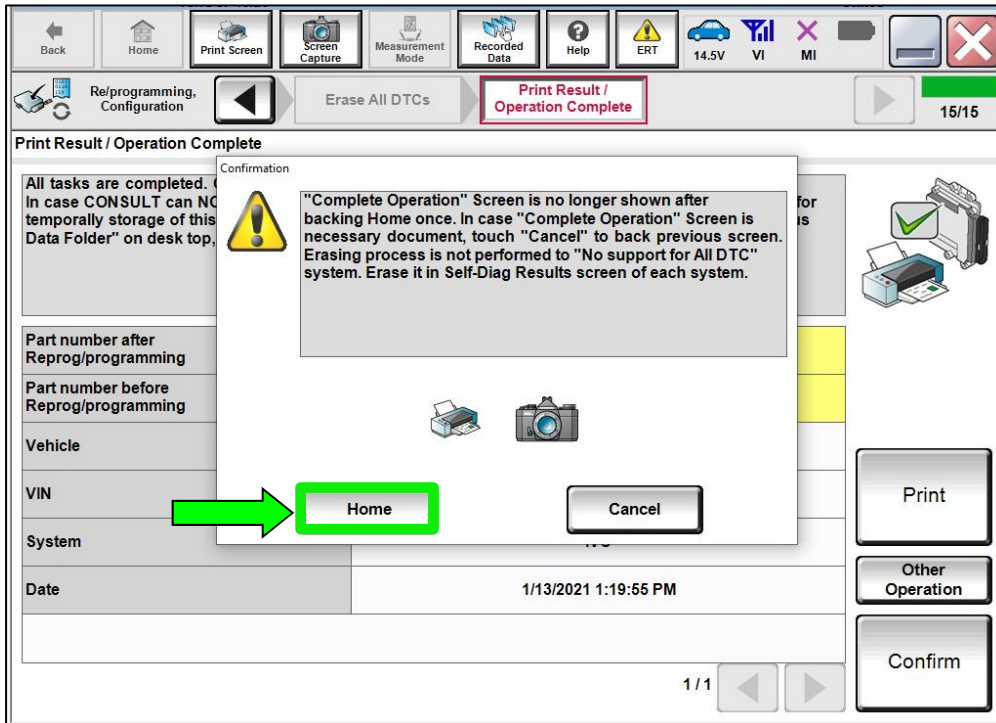 Back
Home
Print Screen
Screen
Capture
Measurement
Mode
Recorded
Data
Help
ERT
14.5V
VI
MI
Re/programming,
Configuration
Erase All DTCs
Print Result /
Operation Complete
15/15
Print Result / Operation Complete
All tasks are completed.
In case CONSULT can
for
temporally storage of this
Data Folder" on desk top,
Confirmation
"Complete Operation" Screen is no longer shown after
backing Home once. In case "Complete Operation" Screen is
necessary document, touch "Cancel" to back previous screen.
Erasing process is not performed to "No support for All DTC"
system. Erase it in Self-Diag Results screen of each system.
Part number after
Reprog/programming
Part number before
Reprog/programming
Vehicle
VIN
System
Date
1/13/2021 1:19:55 PM
Home
Cancel
Print
Other
Operation
Confirm
1/1